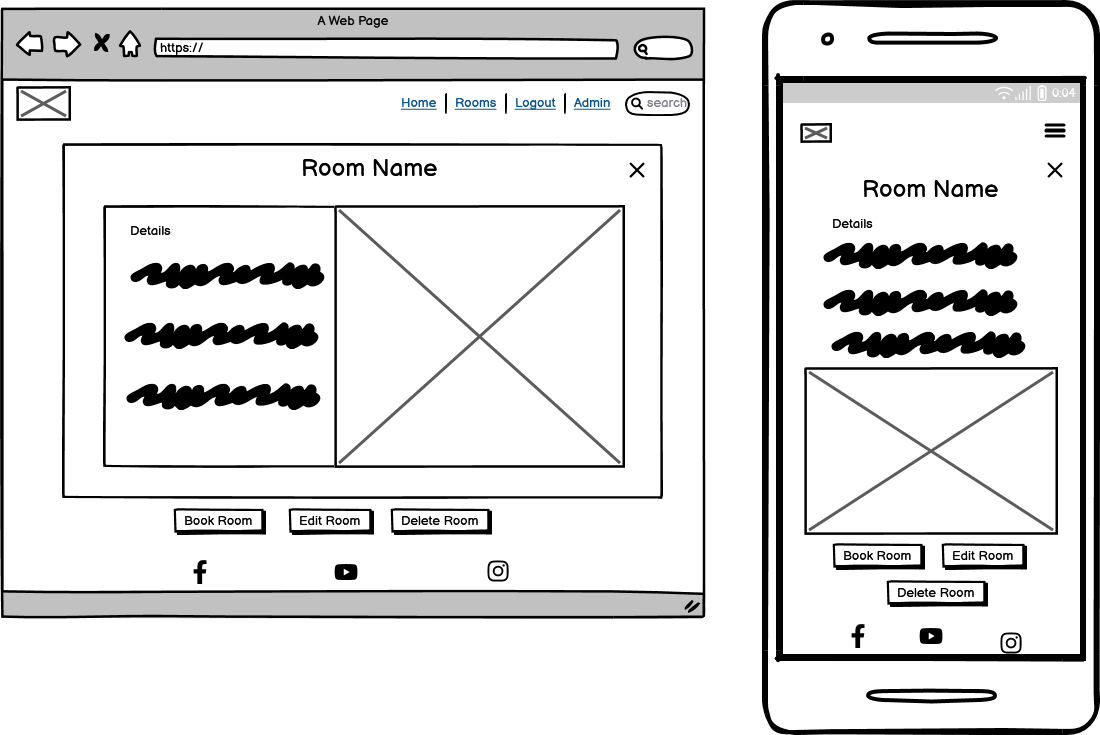 A Web Page
https://
Home Rooms Logout Admin search
Room Name
Details
Book Room Edit Room Delete Room
0:04
Room Name
Details
Book Room Edit Room
Delete Room